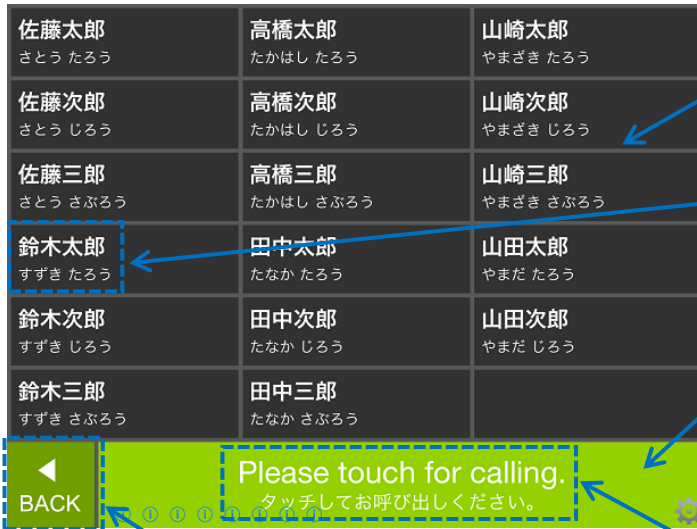 佐藤太郎
さとう たろう
高橋太郎
たかはし たろう
山崎太郎
やまざき たろう
佐藤次郎
さとう じろう
高橋次郎
たかはし じろう
山崎次郎
やまざき じろう
佐藤三郎
さとう さぶろう
高橋三郎
たかはし さぶろう
山崎三郎
やまざき さぶろう
鈴木太郎
すずき たろう
田中太郎
たなか たろう
山田太郎
やまだ たろう
鈴木次郎
すずき じろう
田中次郎
たなか じろう
山田次郎
やまだ じろう
鈴木三郎
すずき さぶろう
田中三郎
たなか さぶろう
BACK
Please touch for calling.
タッチしてお呼び出しください。